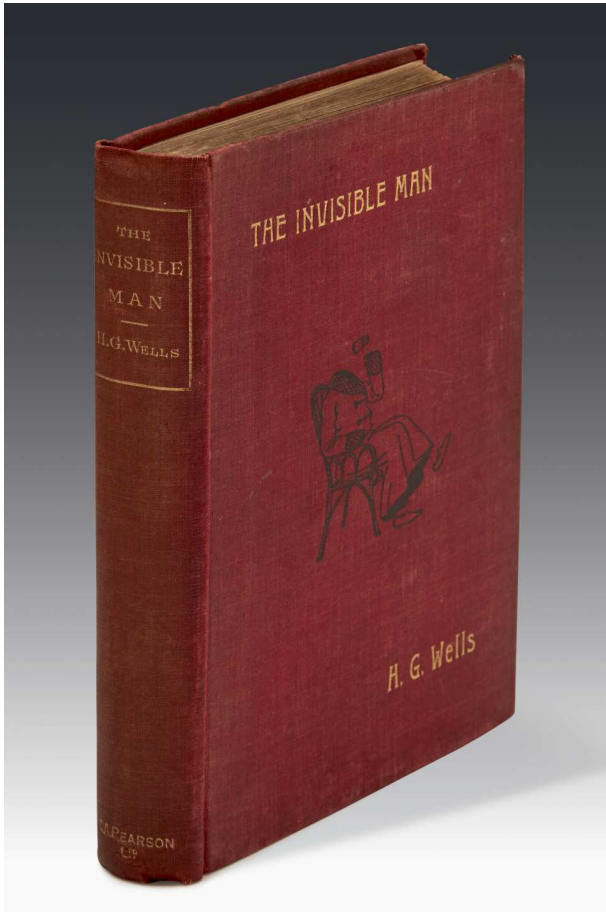 THE
INVISIBLE
MAN
H.G.WELLS
C.A.PEARSON
LTD
THE INVISIBLE MAN
H. G. Wells